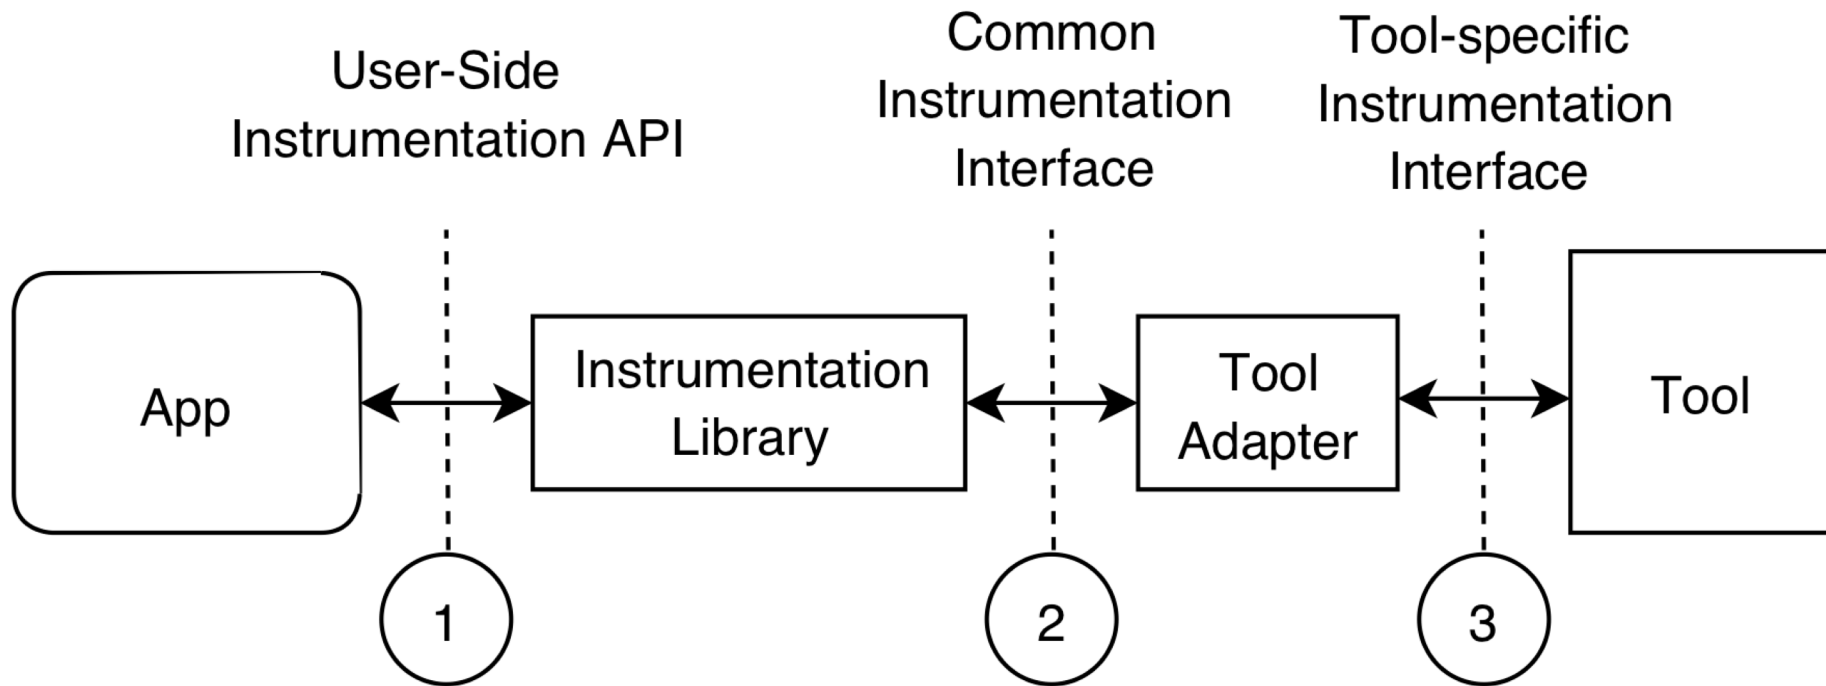 User-Side
Instrumentation API
Common
Instrumentation
Interface
Tool-specific
Instrumentation
Interface
App
Instrumentation
Library
Tool
Adapter
Tool
1
2
3